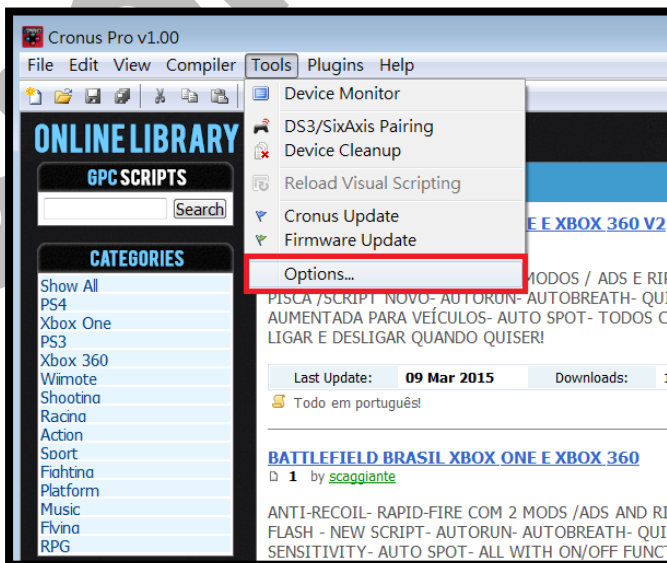 Cronus Pro v1.00
File Edit View Compiler Tools Plugins Help
Device Monitor
DS3/SixAxis Pairing
Device Cleanup
Reload Visual Scripting
Cronus Update
Firmware Update
Options...
ONLINE LIBRARY
GPC SCRIPTS
Search
CATEGORIES
Show All
PS4
Xbox One
PS3
Xbox 360
Wiimote
Shooting
Racing
Action
Sport
Fighting
Platform
Music
Flying
RPG
E E XBOX 360 V2
MODOS / ADS E RI
PISCA /SCRIPT NOVO- AUTORUN- AUTOBREATH- QUI
AUMENTADA PARA VEÍCULOS- AUTO SPOT- TODOS C
LIGAR E DESLIGAR QUANDO QUISER!
Last Update: 09 Mar 2015 Downloads:
Todo em português!
BATTLEFIELD BRASIL XBOX ONE E XBOX 360
1 by scaggiante
ANTI-RECOIL- RAPID-FIRE COM 2 MODS /ADS AND RI
FLASH - NEW SCRIPT- AUTORUN- AUTOBREATH- QUI
SENSITIVITY- AUTO SPOT- ALL WITH ON/OFF FUNCT